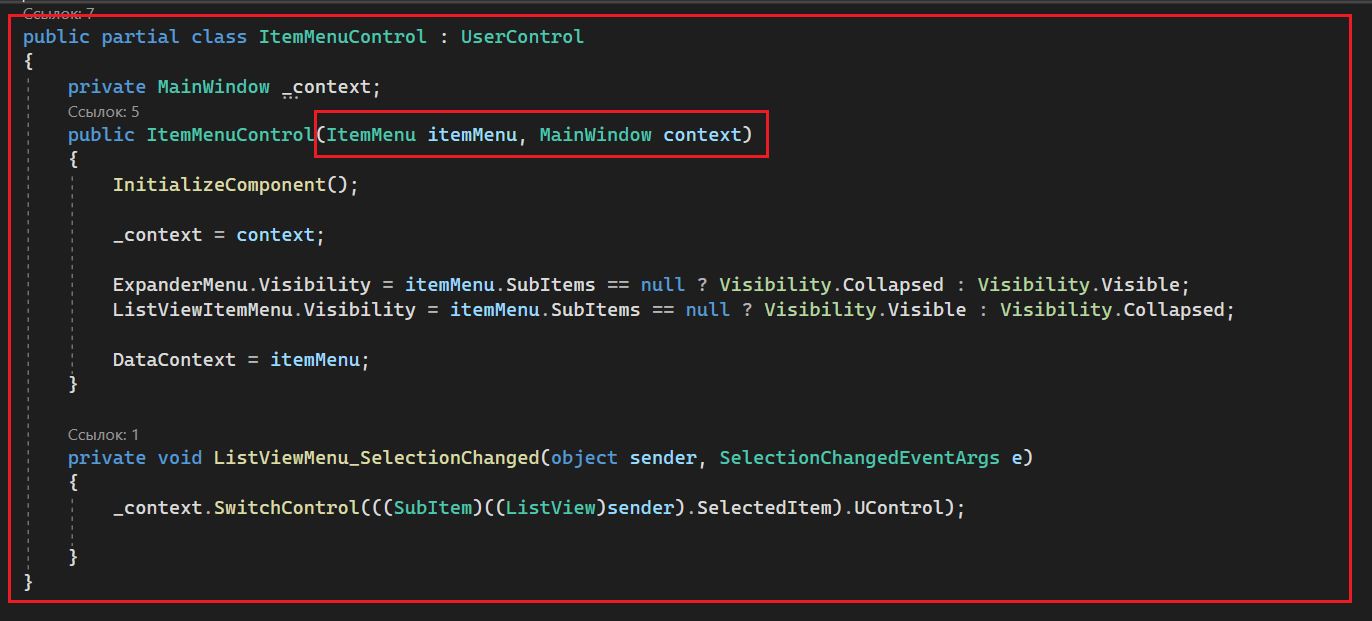 Ссылок: 7
public partial class ItemMenuControl : UserControl
{
private MainWindow _context;
Ссылок: 5
public ItemMenuControl(ItemMenu itemMenu, MainWindow context)
{
InitializeComponent();
_context = context;
ExpanderMenu.Visibility = itemMenu.SubItems == null ? Visibility.Collapsed : Visibility.Visible;
ListViewItemMenu.Visibility = itemMenu.SubItems == null ? Visibility.Visible : Visibility.Collapsed;
DataContext = itemMenu;
}
Ссылок: 1
private void ListViewMenu_SelectionChanged(object sender, SelectionChangedEventArgs e)
{
_context.SwitchControl(((SubItem)((ListView)sender).SelectedItem).UControl);
}
}